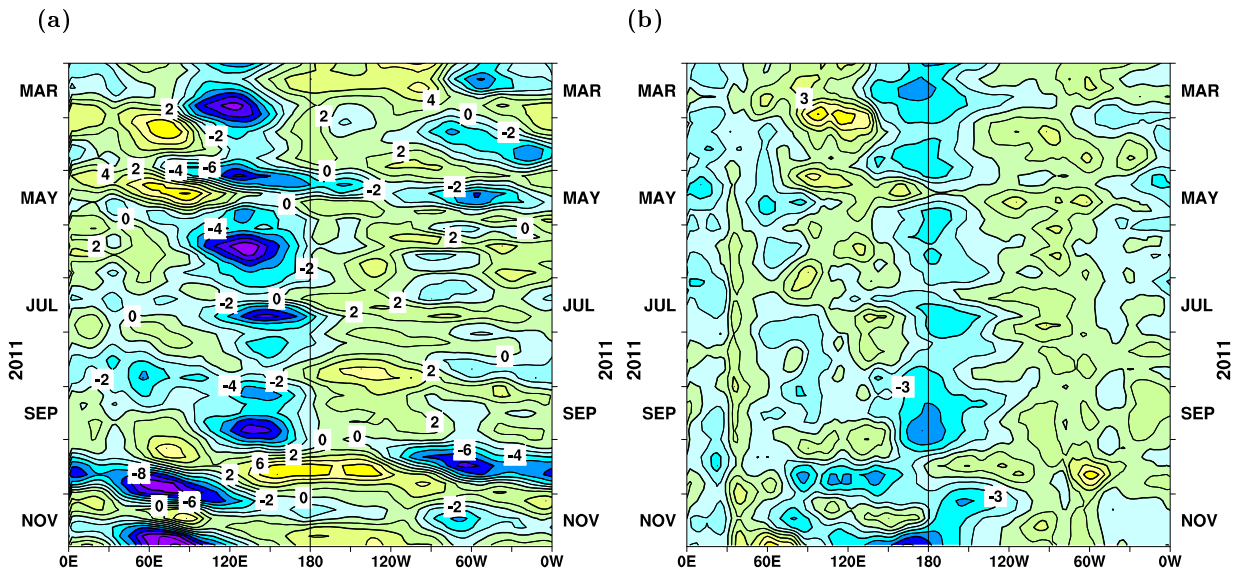 (a) (b)
MAR MAR MAR MAR
2 4 0 -2 2 -2 3
4 2 -4 -6 0 -2 2 -2
MAY MAY MAY MAY
0 -4 0 2 0
2 -2
JUL -2 0 2 2 JUL JUL JUL
0
2011 -2 -4 -2 2 0 2011 2011 -3 2011
SEP SEP SEP SEP
2 0 0 2
-8 2 6 2 -6 -4
0 -6 -2 0 -2 -3
NOV NOV NOV NOV
0E 60E 120E 180 120W 60W 0W 0E 60E 120E 180 120W 60W 0W